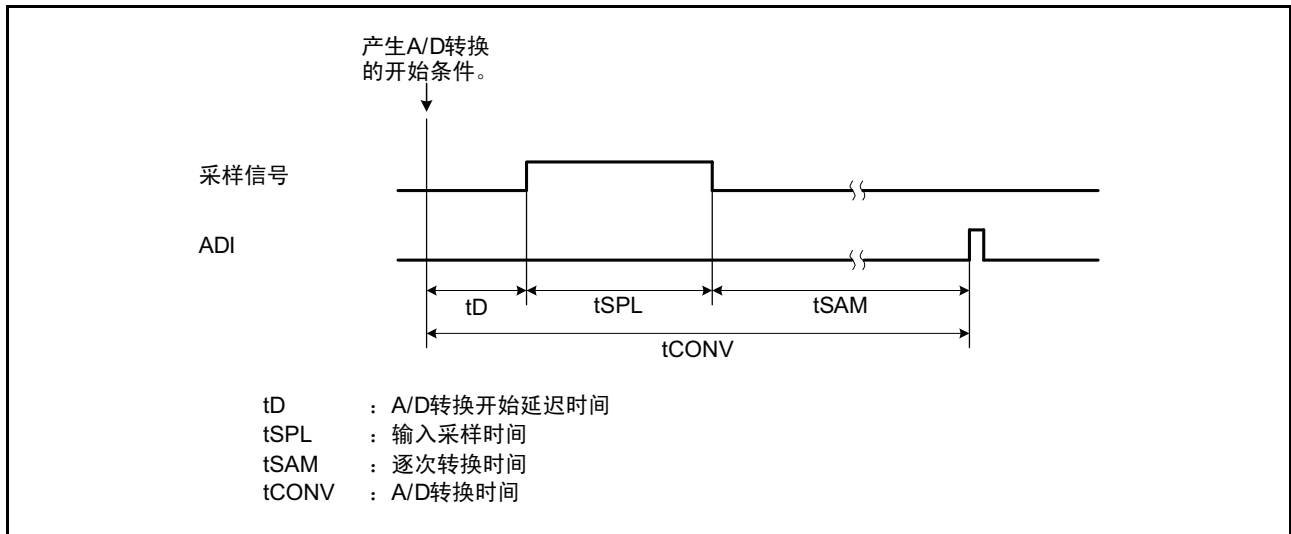 产生A/D转换
的开始条件。
采样信号
ADI
tD
tSPL
tSAM
tCONV
tD ：A/D转换开始延迟时间
tSPL ：输入采样时间
tSAM ：逐次转换时间
tCONV ：A/D转换时间